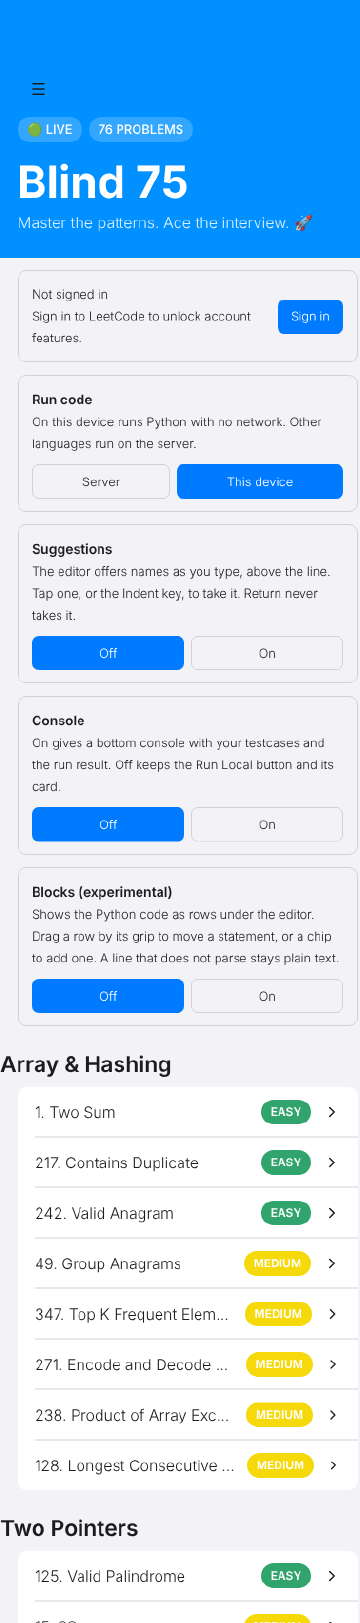 🟢 LIVE
76 PROBLEMS
Blind 75
Master the patterns. Ace the interview. 🚀
Not signed in
Sign in to LeetCode to unlock account
features.
Sign in
Run code
On this device runs Python with no network. Other
languages run on the server.
Server
This device
Suggestions
The editor offers names as you type, above the line.
Tap one, or the Indent key, to take it. Return never
takes it.
Off
On
Console
On gives a bottom console with your testcases and
the run result. Off keeps the Run Local button and its
card.
Off
On
Blocks (experimental)
Shows the Python code as rows under the editor.
Drag a row by its grip to move a statement, or a chip
to add one. A line that does not parse stays plain text.
Off
On
Array & Hashing
1. Two Sum EASY
217. Contains Duplicate EASY
242. Valid Anagram EASY
49. Group Anagrams MEDIUM
347. Top K Frequent Elem... MEDIUM
271. Encode and Decode ... MEDIUM
238. Product of Array Exc... MEDIUM
128. Longest Consecutive ... MEDIUM
Two Pointers
125. Valid Palindrome EASY